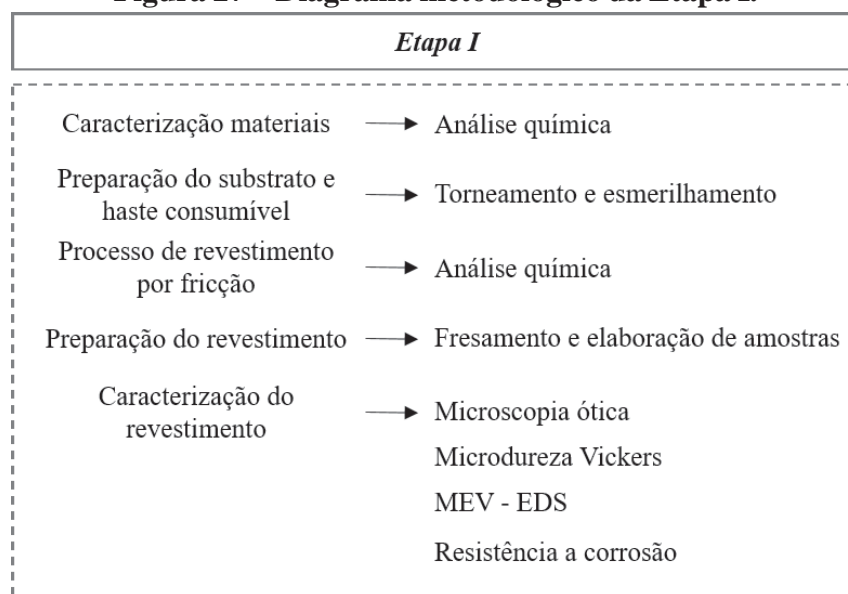 Diagrama metodológico da Etapa I.
Etapa I
Caracterização materiais
Análise química
Preparação do substrato e
haste consumível
Torneamento e esmerilhamento
Processo de revestimento
por fricção
Análise química
Preparação do revestimento
Fresamento e elaboração de amostras
Caracterização do
revestimento
Microscopia ótica
Microdureza Vickers
MEV - EDS
Resistência a corrosão